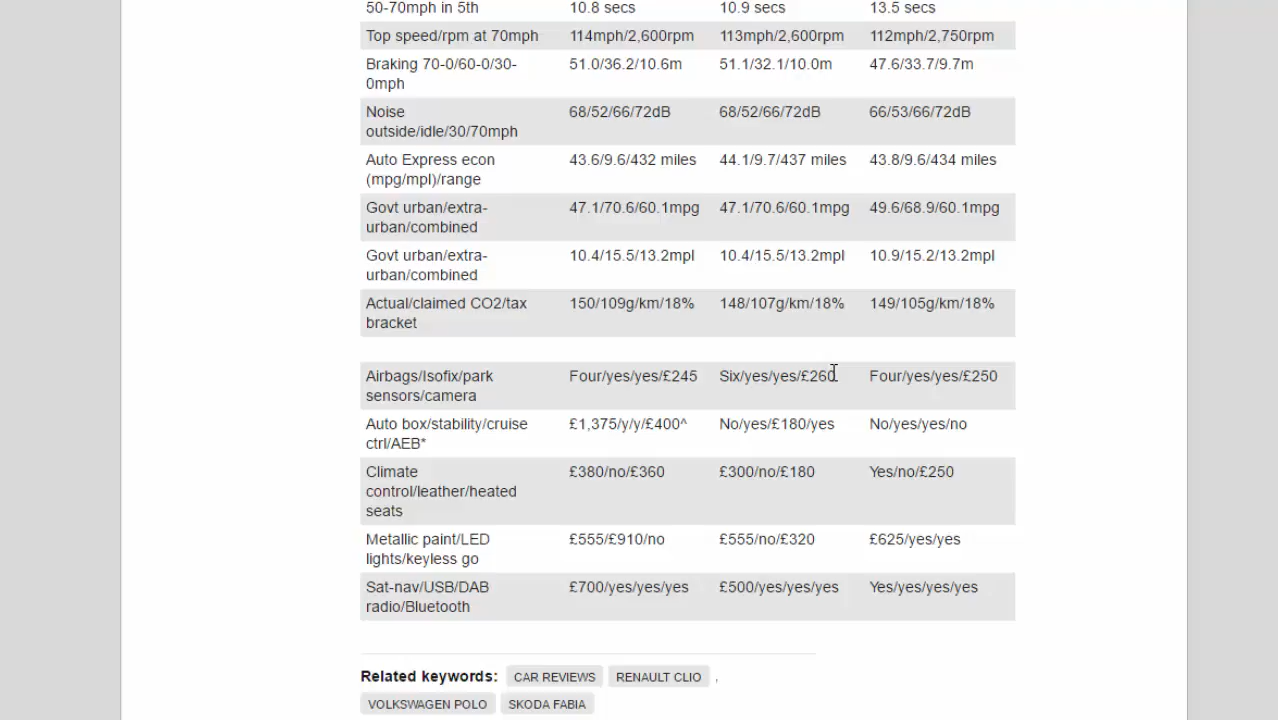 50-70mph in 5th 10.8 secs 10.9 secs 13.5 secs
Top speed/rpm at 70mph 114mph/2,600rpm 113mph/2,600rpm 112mph/2,750rpm
Braking 70-0/60-0/30- 51.0/36.2/10.6m 51.1/32.1/10.0m 47.6/33.7/9.7m
0mph
Noise 68/52/66/72dB 68/52/66/72dB 66/53/66/72dB
outside/idle/30/70mph
Auto Express econ 43.6/9.6/432 miles 44.1/9.7/437 miles 43.8/9.6/434 miles
(mpg/mpl)/range
Govt urban/extra- 47.1/70.6/60.1mpg 47.1/70.6/60.1mpg 49.6/68.9/60.1mpg
urban/combined
Govt urban/extra- 10.4/15.5/13.2mpl 10.4/15.5/13.2mpl 10.9/15.2/13.2mpl
urban/combined
Actual/claimed CO2/tax 150/109g/km/18% 148/107g/km/18% 149/105g/km/18%
bracket
Airbags/Isofix/park Four/yes/yes/£245 Six/yes/yes/£260 Four/yes/yes/£250
sensors/camera
Auto box/stability/cruise £1,375/y/y/£400^ No/yes/£180/yes No/yes/yes/no
ctrl/AEB*
Climate £380/no/£360 £300/no/£180 Yes/no/£250
control/leather/heated
seats
Metallic paint/LED £555/£910/no £555/no/£320 £625/yes/yes
lights/keyless go
Sat-nav/USB/DAB £700/yes/yes/yes £500/yes/yes/yes Yes/yes/yes/yes
radio/Bluetooth
Related keywords: CAR REVIEWS RENAULT CLIO ,
VOLKSWAGEN POLO SKODA FABIA